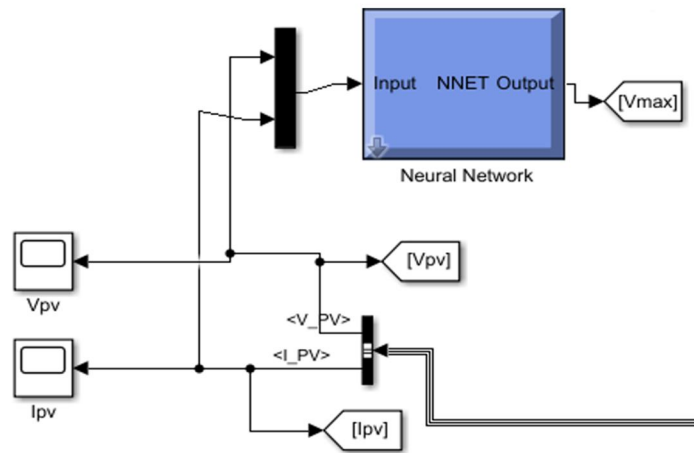 Input NNET Output
[Vmax]
Neural Network
[Vpv]
Vpv
<V_PV>
<I_PV>
Ipv
[Ipv]